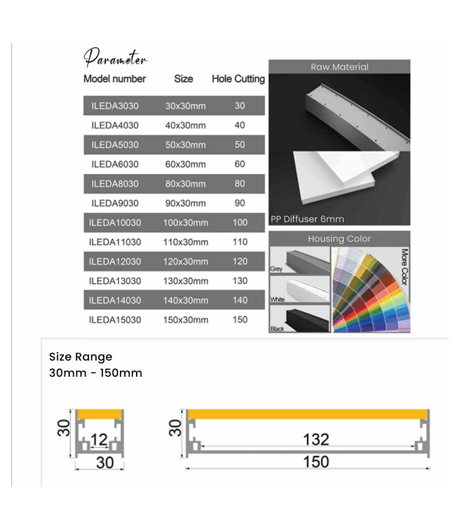 Parameter
Model number Size Hole Cutting
ILEDA3030 30x30mm 30
ILEDA4030 40x30mm 40
ILEDA5030 50x30mm 50
ILEDA6030 60x30mm 60
ILEDA8030 80x30mm 80
ILEDA9030 90x30mm 90
ILEDA10030 100x30mm 100
ILEDA11030 110x30mm 110
ILEDA12030 120x30mm 120
ILEDA13030 130x30mm 130
ILEDA14030 140x30mm 140
ILEDA15030 150x30mm 150
Raw Material
PP Diffuser 6mm
Housing Color
Grey
White
Black
More Color
Size Range
30mm - 150mm
30
12
30
30
132
150